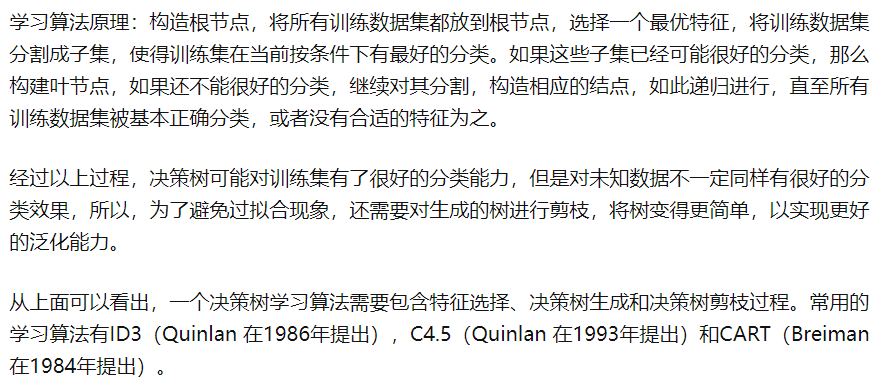 学习算法原理：构造根节点，将所有训练数据集都放到根节点，选择一个最优特征，将训练数据集
分割成子集，使得训练集在当前按条件下有最好的分类。如果这些子集已经可能很好的分类，那么
构建叶节点，如果还不能很好的分类，继续对其分割，构造相应的结点，如此递归进行，直至所有
训练数据集被基本正确分类，或者没有合适的特征为之。
经过以上过程，决策树可能对训练集有了很好的分类能力，但是对未知数据不一定同样有很好的分
类效果，所以，为了避免过拟合现象，还需要对生成的树进行剪枝，将树变得更简单，以实现更好
的泛化能力。
从上面可以看出，一个决策树学习算法需要包含特征选择、决策树生成和决策树剪枝过程。常用的
学习算法有ID3（Quinlan 在1986年提出），C4.5（Quinlan 在1993年提出）和CART（Breiman
在1984年提出）。